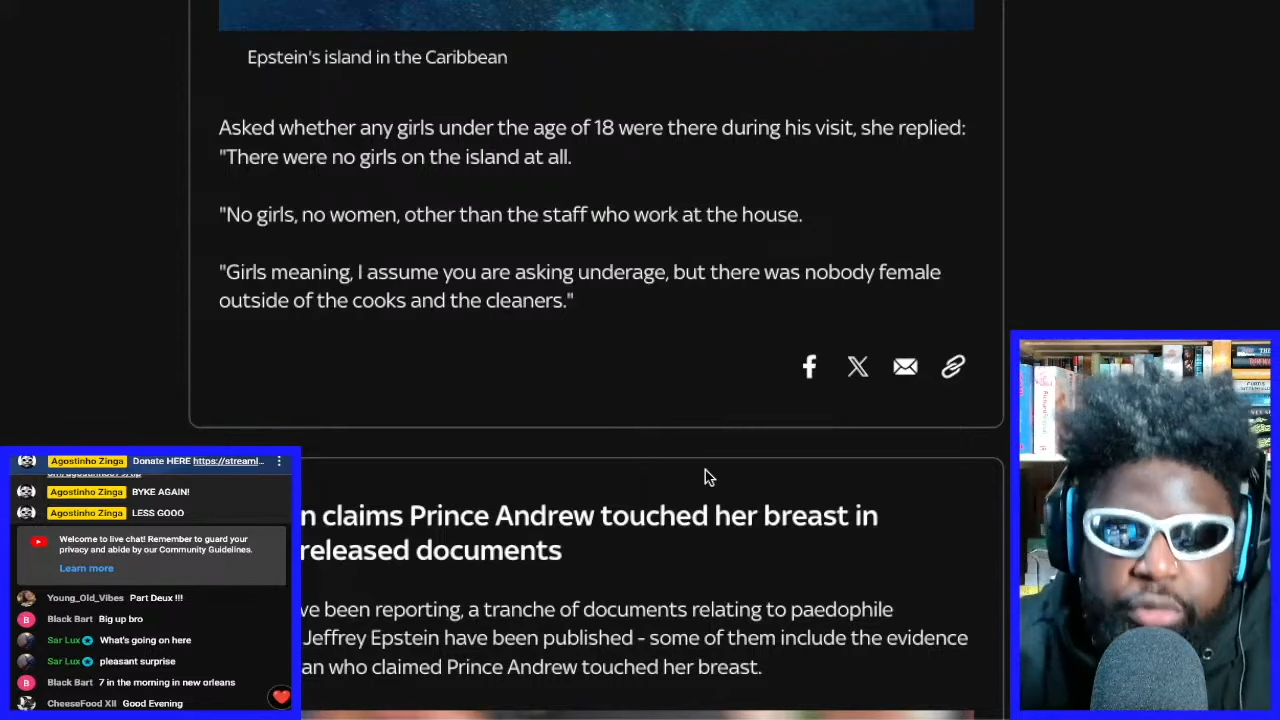 Epstein's island in the Caribbean
Asked whether any girls under the age of 18 were there during his visit, she replied:
"There were no girls on the island at all.
"No girls, no women, other than the staff who work at the house.
"Girls meaning, I assume you are asking underage, but there was nobody female
outside of the cooks and the cleaners."
n claims Prince Andrew touched her breast in
released documents
ve been reporting, a tranche of documents relating to paedophile
Jeffrey Epstein have been published - some of them include the evidence
an who claimed Prince Andrew touched her breast.
Agostinho Zinga Donate HERE https://streaml...
Agostinho Zinga BYKE AGAIN!
Agostinho Zinga LESS GOOO
Welcome to live chat! Remember to guard your
privacy and abide by our Community Guidelines.
Learn more
Young_Old_Vibes Part Deux !!!
B Black Bart Big up bro
Sar Lux What's going on here
Sar Lux pleasant surprise
B Black Bart 7 in the morning in new orleans
CheeseFood XII Good Evening